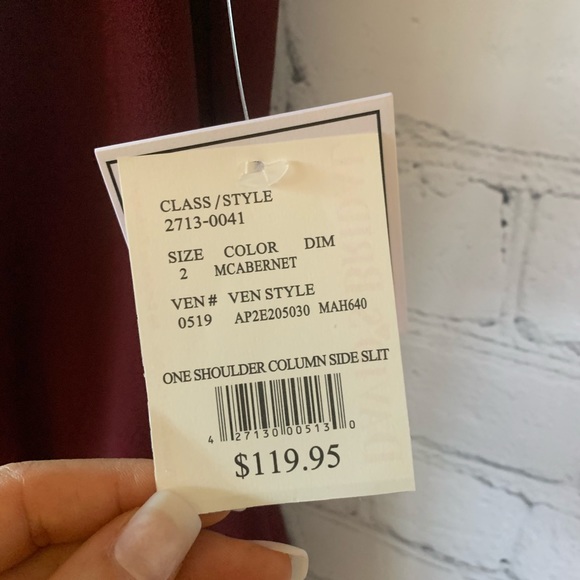 CLASS/STYLE
2713-0041
SIZE COLOR DIM
2 MCABERNET
VEN # VEN STYLE
0519 AP2E205030 MAH640
ONE SHOULDER COLUMN SIDE SLIT
4 27130 00513 0
$119.95